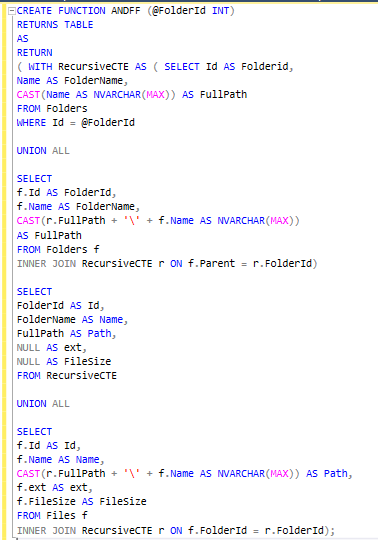 CREATE FUNCTION ANDFF (@FolderId INT)
RETURNS TABLE
AS
RETURN
( WITH RecursiveCTE AS ( SELECT Id AS Folderid,
Name AS FolderName,
CAST(Name AS NVARCHAR(MAX)) AS FullPath
FROM Folders
WHERE Id = @FolderId
UNION ALL
SELECT
f.Id AS FolderId,
f.Name AS FolderName,
CAST(r.FullPath + '\' + f.Name AS NVARCHAR(MAX))
AS FullPath
FROM Folders f
INNER JOIN RecursiveCTE r ON f.Parent = r.FolderId)
SELECT
FolderId AS Id,
FolderName AS Name,
FullPath AS Path,
NULL AS ext,
NULL AS FileSize
FROM RecursiveCTE
UNION ALL
SELECT
f.Id AS Id,
f.Name AS Name,
CAST(r.FullPath + '\' + f.Name AS NVARCHAR(MAX)) AS Path,
f.ext AS ext,
f.FileSize AS FileSize
FROM Files f
INNER JOIN RecursiveCTE r ON f.FolderId = r.FolderId);